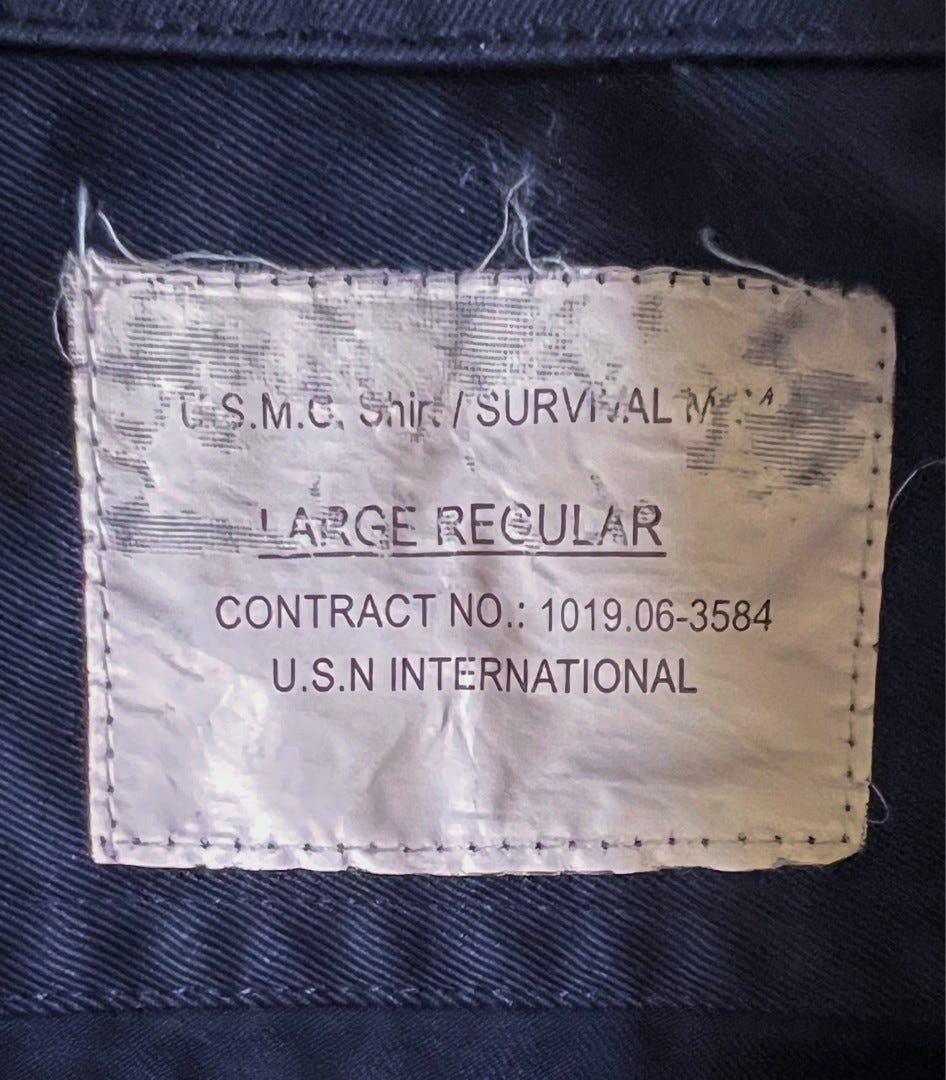 U.S.M.C. Shirt / SURVIVAL
LARGE REGULAR
CONTRACT NO.: 1019.06-3584
U.S.N INTERNATIONAL